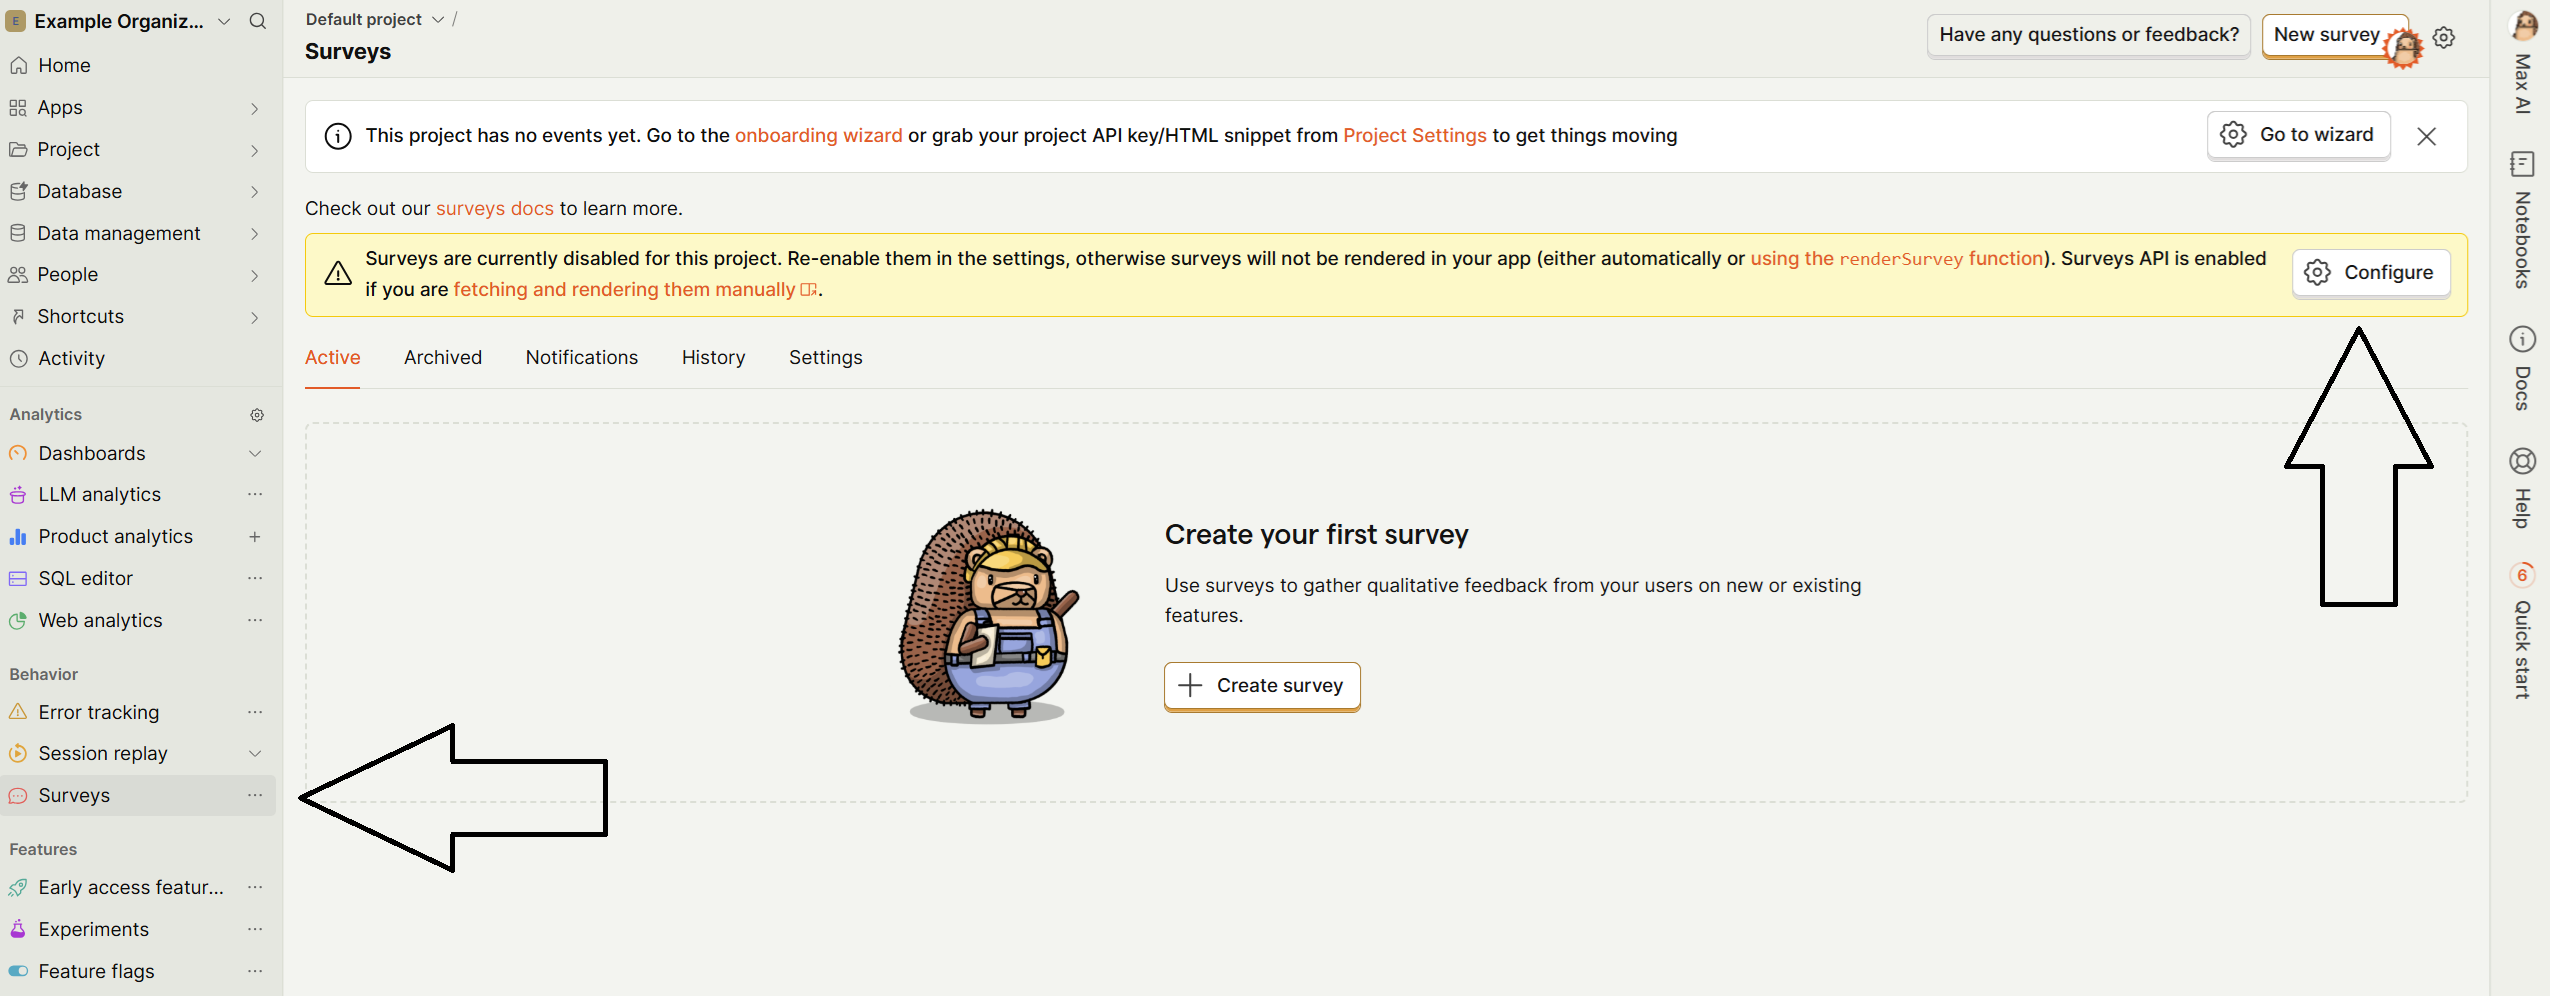 E Example Organiz...
Home
Apps
Project
Database
Data management
People
Shortcuts
Activity
Analytics
Dashboards
LLM analytics
Product analytics
SQL editor
Web analytics
Behavior
Error tracking
Session replay
Surveys
Features
Early access featur...
Experiments
Feature flags
Default project /
Surveys
Have any questions or feedback?
New survey
This project has no events yet. Go to the onboarding wizard or grab your project API key/HTML snippet from Project Settings to get things moving
Go to wizard
Check out our surveys docs to learn more.
Surveys are currently disabled for this project. Re-enable them in the settings, otherwise surveys will not be rendered in your app (either automatically or using the renderSurvey function). Surveys API is enabled
if you are fetching and rendering them manually.
Configure
Active Archived Notifications History Settings
Create your first survey
Use surveys to gather qualitative feedback from your users on new or existing
features.
Create survey
Max AI
Notebooks
Docs
Help
6 Quick start